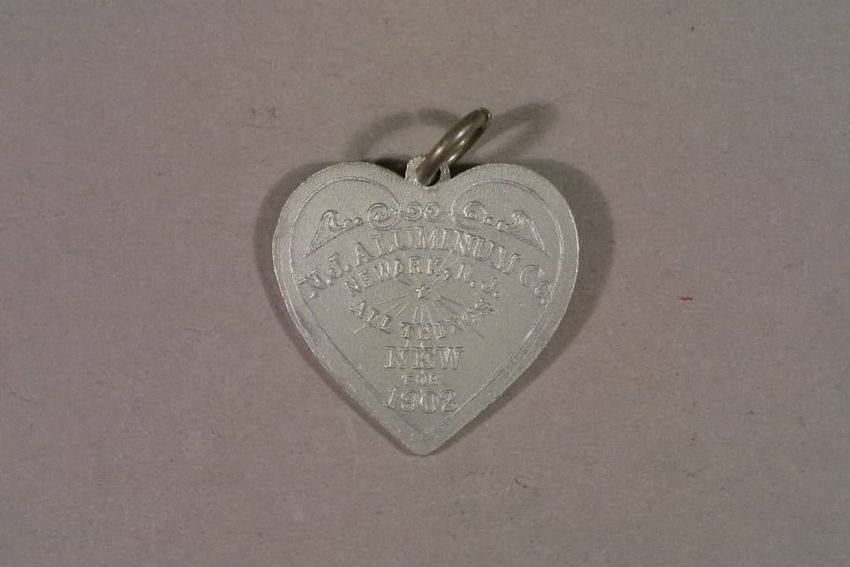 N.J. ALUMINUM CO.
NEWARK, N.J.
ALL THINGS
NEW
FOR
1902